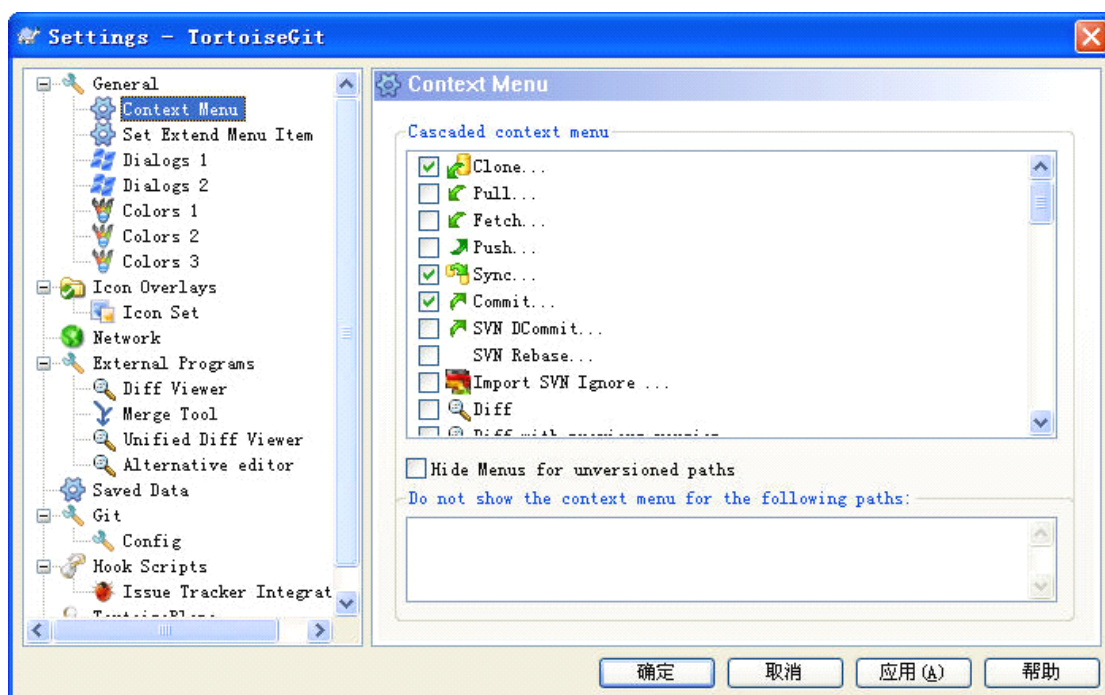 Settings - TortoiseGit
General
Context Menu
Set Extend Menu Item
Dialogs 1
Dialogs 2
Colors 1
Colors 2
Colors 3
Icon Overlays
Icon Set
Network
External Programs
Diff Viewer
Merge Tool
Unified Diff Viewer
Alternative editor
Saved Data
Git
Config
Hook Scripts
Issue Tracker Integrat
Context Menu
Cascaded context menu
Clone...
Pull...
Fetch...
Push...
Sync...
Commit...
SVN DCommit...
SVN Rebase...
Import SVN Ignore ...
Diff
Diff with previous version
Hide Menus for unversioned paths
Do not show the context menu for the following paths:
确定 取消 应用(A) 帮助